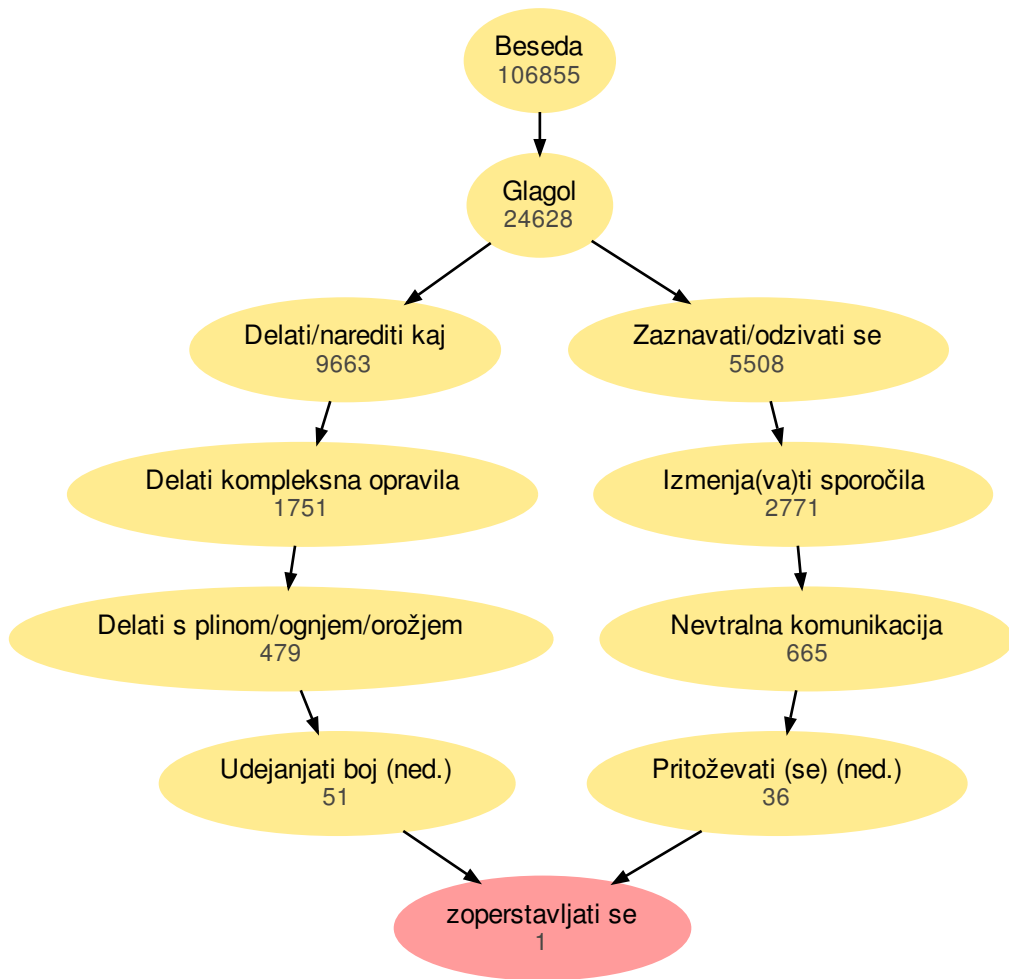 Beseda
106855
Glagol
24628
Delati/narediti kaj
9663
Zaznavati/odzivati se
5508
Delati kompleksna opravila
1751
Izmenja(va)ti sporočila
2771
Delati s plinom/ognjem/orožjem
479
Nevtralna komunikacija
665
Udejanjati boj (ned.)
51
Pritoževati (se) (ned.)
36
zoperstavljati se
1